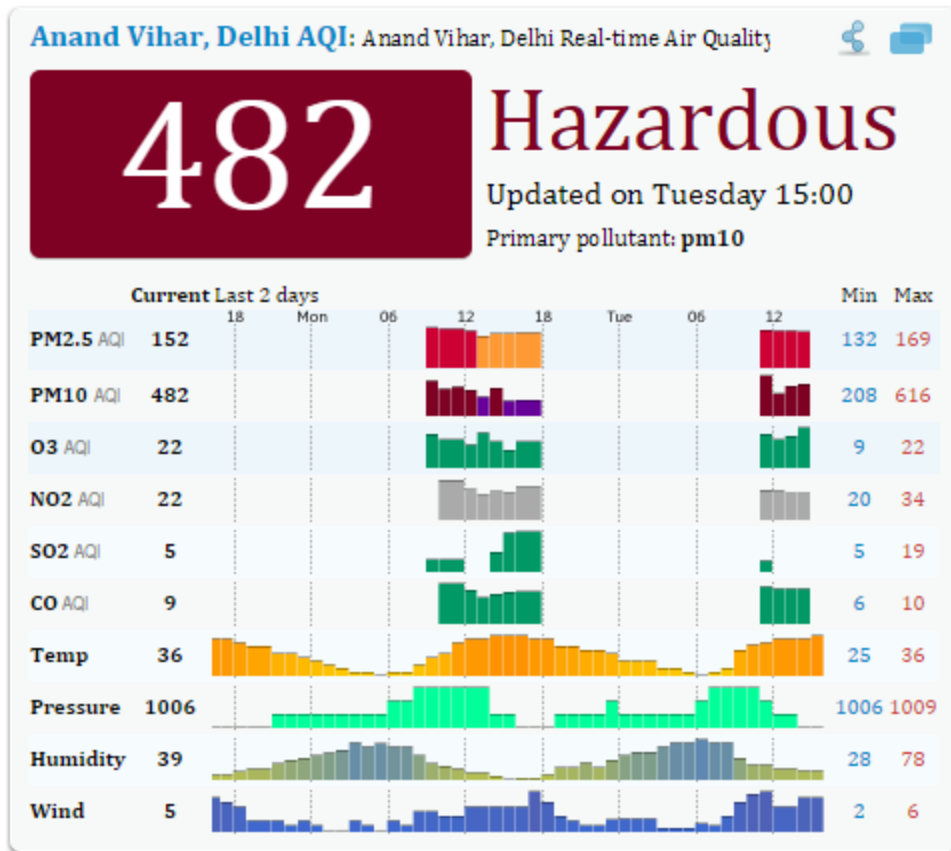 Anand Vihar, Delhi AQI: Anand Vihar, Delhi Real-time Air Quality
482
Hazardous
Updated on Tuesday 15:00
Primary pollutant: pm10
Current Last 2 days Min Max
18 Mon 06 12 18 Tue 06 12
PM2.5 AQI 152 132 169
PM10 AQI 482 208 616
O3 AQI 22 9 22
NO2 AQI 22 20 34
SO2 AQI 5 5 19
CO AQI 9 6 10
Temp 36 25 36
Pressure 1006 1006 1009
Humidity 39 28 78
Wind 5 2 6